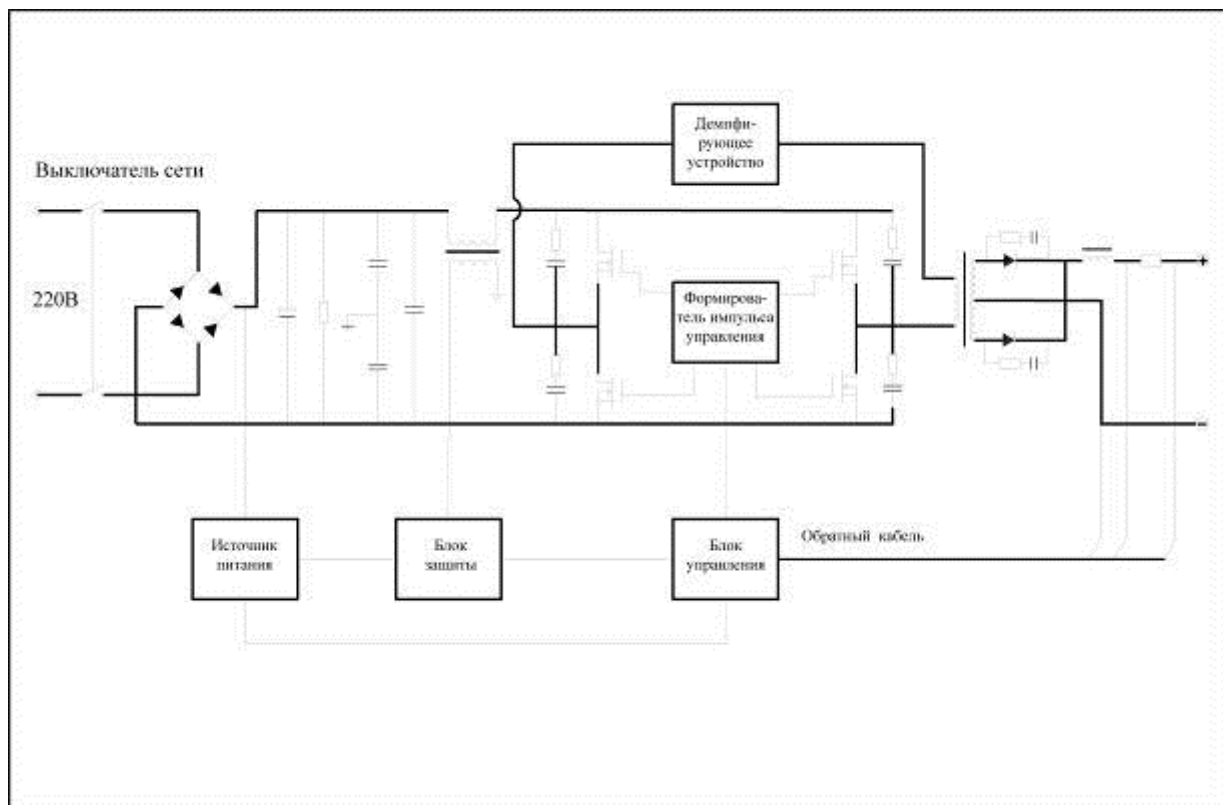 Демпфи-
рующее
устройство
Выключатель сети
220В
Формирова-
тель импульса
управления
+
-
Источник
питания
Блок
защиты
Блок
управления
Обратный кабель